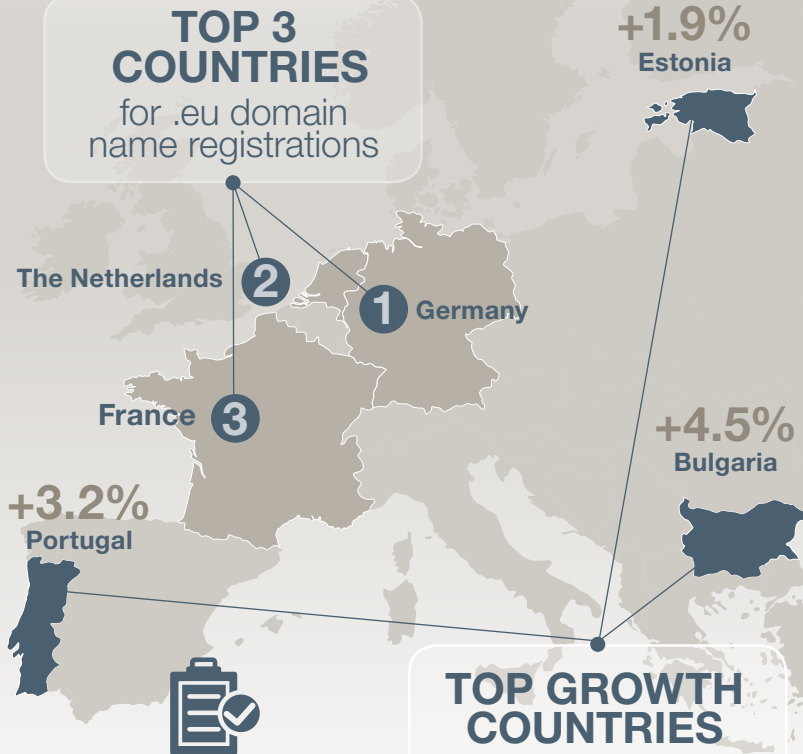 TOP 3
COUNTRIES
for .eu domain
name registrations
+1.9%
Estonia
The Netherlands
2
1
Germany
France
3
+4.5%
Bulgaria
+3.2%
Portugal
TOP GROWTH
COUNTRIES